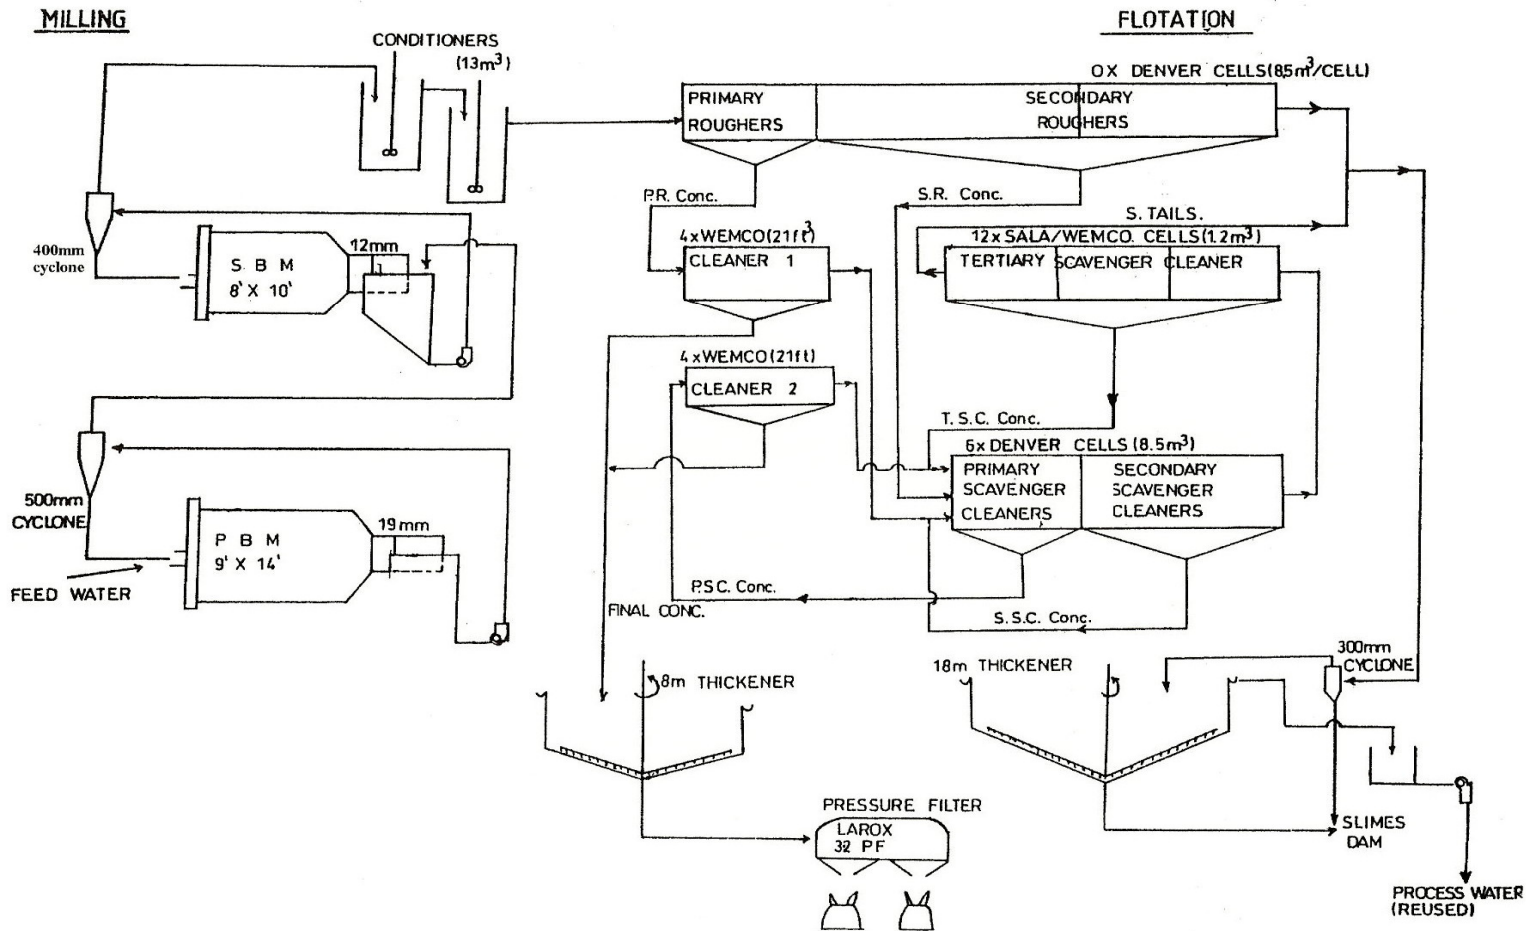 MILLING
FLOTATION
CONDITIONERS
(13m³)
0X DENVER CELLS(8.5m³/CELL)
PRIMARY
ROUGHERS
SECONDARY
ROUGHERS
P.R. Conc.
S.R. Conc.
S.TAILS.
400mm
cyclone
S B M
8' X 10'
12mm
4xWEMCO(21ft³)
CLEANER 1
12x SALA/WEMCO. CELLS(1.2m³)
TERTIARY SCAVENGER CLEANER
4xWEMCO(21ft)
CLEANER 2
T.S.C. Conc.
6x DENVER CELLS (8.5m³)
PRIMARY
SCAVENGER
CLEANERS
SECONDARY
SCAVENGER
CLEANERS
500mm
CYCLONE
P B M
9' X 14'
19mm
FEED WATER
P.S.C. Conc.
FINAL CONC.
S.S.C. Conc.
8m THICKENER
18m THICKENER
300mm
CYCLONE
PRESSURE FILTER
LAROX
32 PF
SLIMES
DAM
PROCESS WATER
(REUSED)